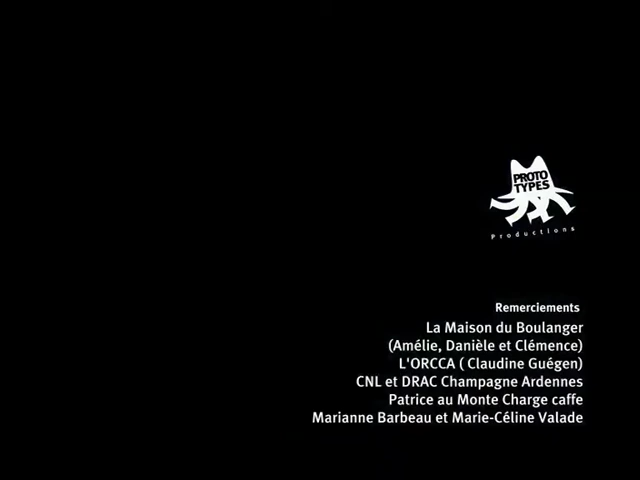 PROTO
TYPES
Productions
Remerciements
La Maison du Boulanger
(Amélie, Danièle et Clémence)
L'ORCCA ( Claudine Guégen)
CNL et DRAC Champagne Ardennes
Patrice au Monte Charge caffe
Marianne Barbeau et Marie-Céline Valade